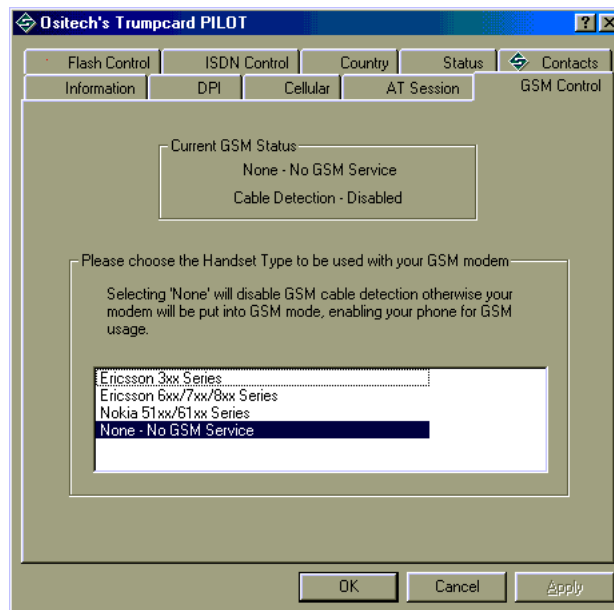 Ositech's Trumpcard PILOT
Flash Control ISDN Control Country Status Contacts
Information DPI Cellular AT Session GSM Control
Current GSM Status
None - No GSM Service
Cable Detection - Disabled
Please choose the Handset Type to be used with your GSM modem
Selecting 'None' will disable GSM cable detection otherwise your
modem will be put into GSM mode, enabling your phone for GSM
usage.
Ericsson 3xx Series
Ericsson 6xx/7xx/8xx Series
Nokia 51xx/61xx Series
None - No GSM Service
OK Cancel Apply